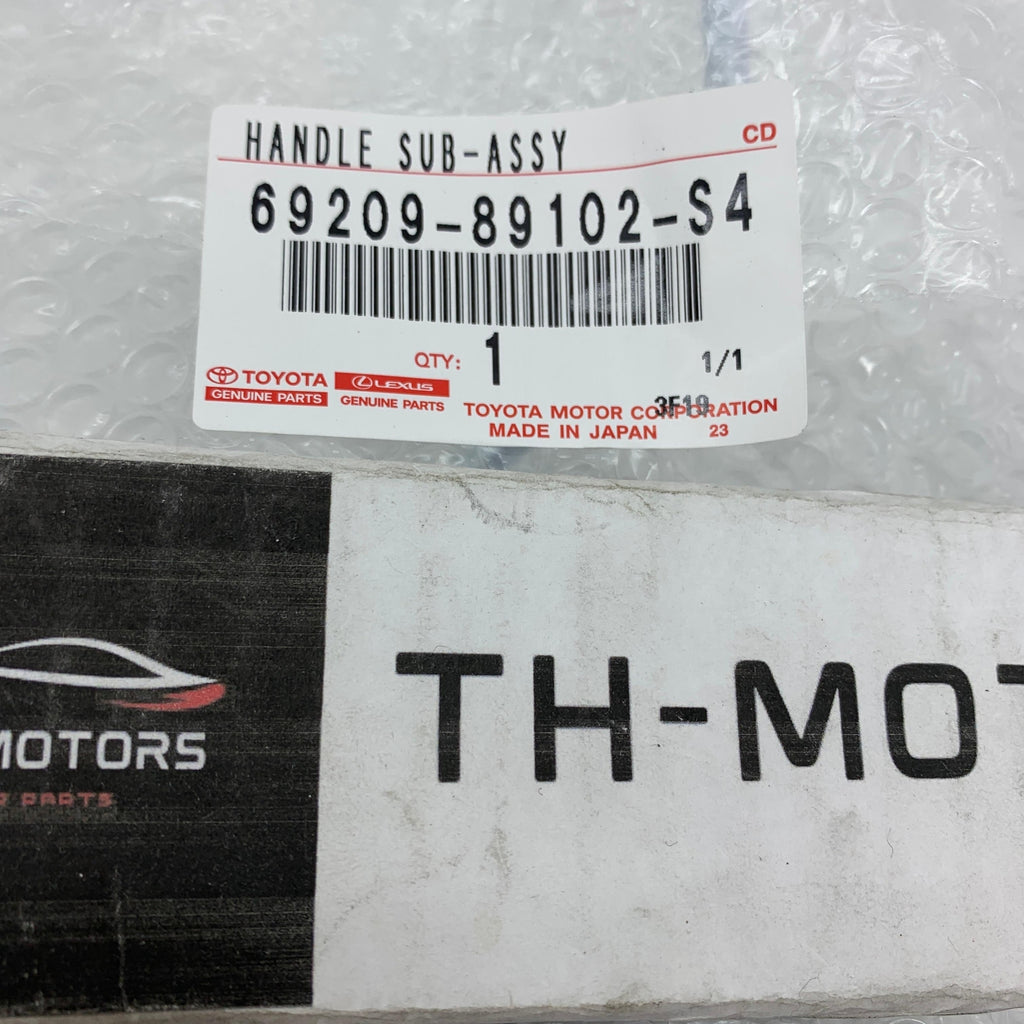 HANDLE SUB-ASSY CD
69209-89102-S4
QTY: 1 1/1
TOYOTA LEXUS
GENUINE PARTS GENUINE PARTS
TOYOTA MOTOR CORPORATION
3F19
MADE IN JAPAN 23
TH-MOT
MOTORS
PARTS